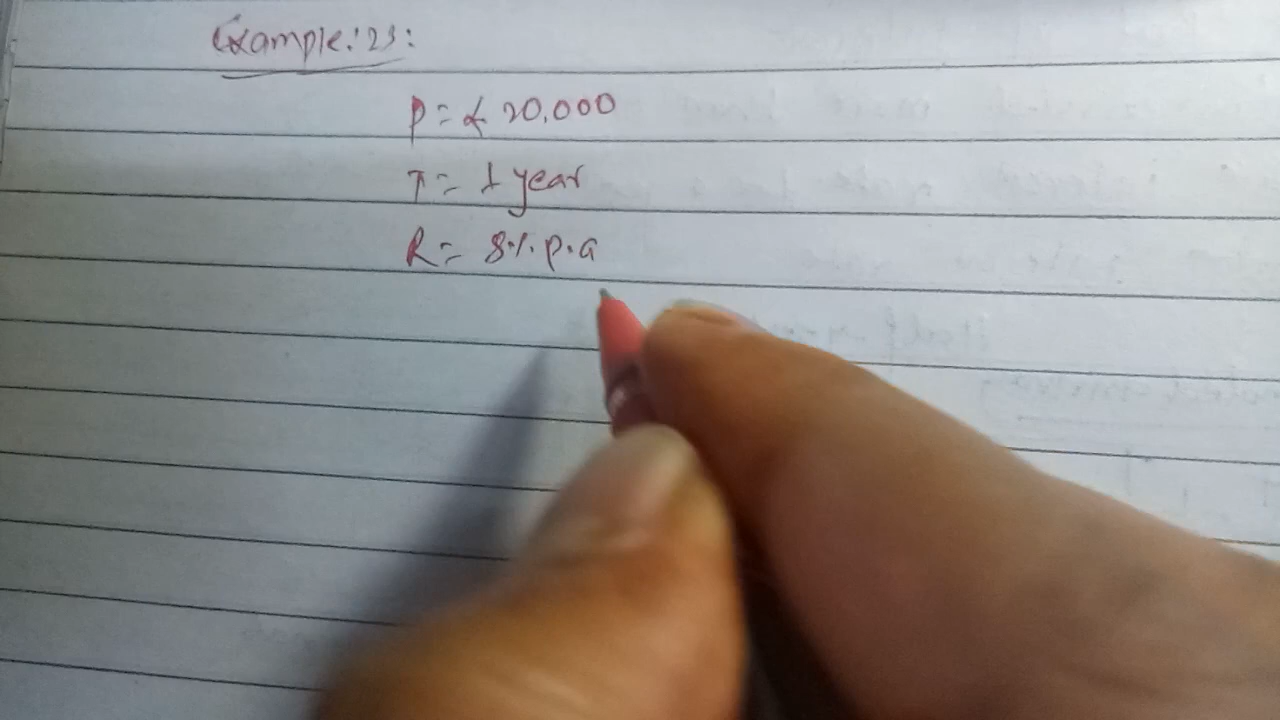 Example: 23:
P = ₹ 20,000
T = 1 year
R = 8% p.a